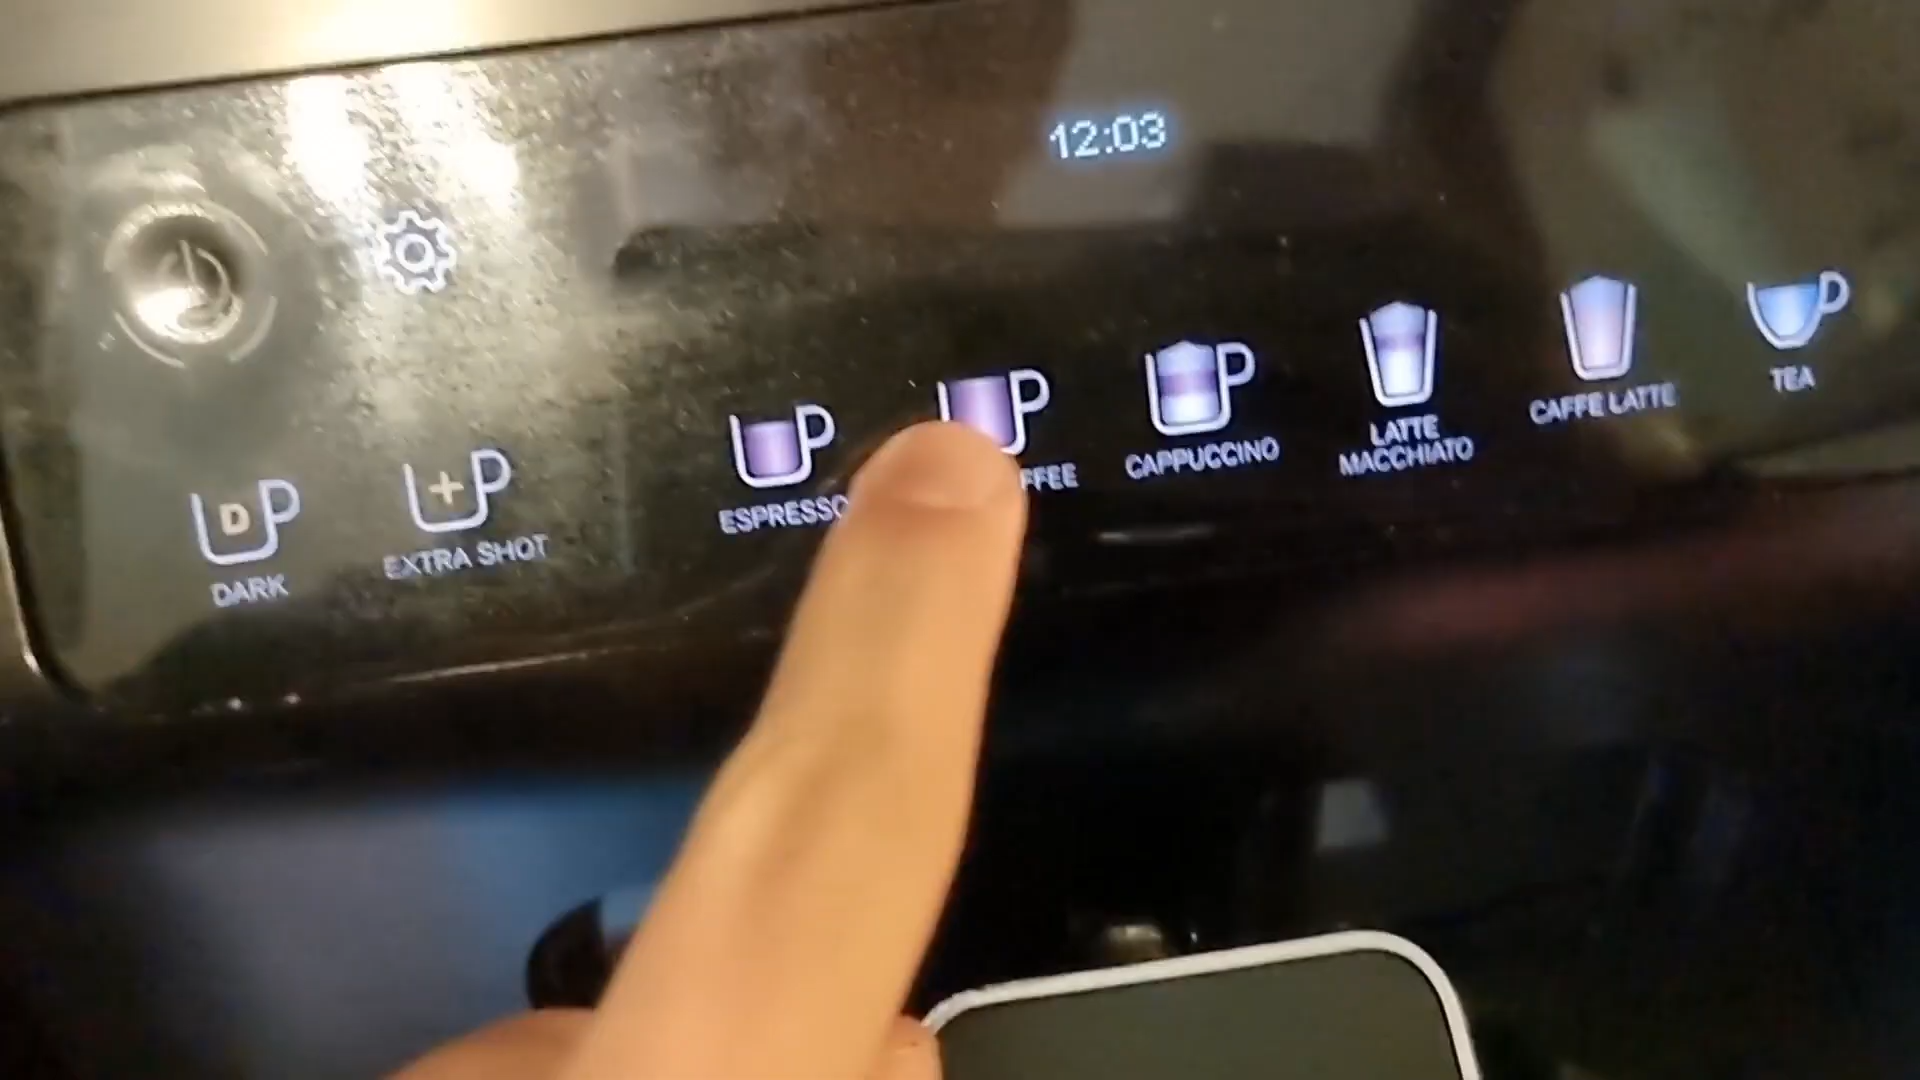 12:03
D
+
DARK
EXTRA SHOT
ESPRESSO
FFEE
CAPPUCCINO
LATTE
MACCHIATO
CAFFE LATTE
TEA